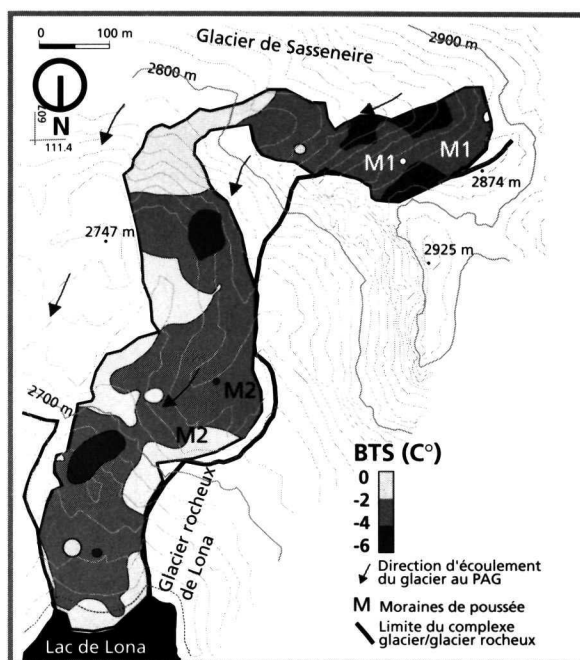 0 100 m
Glacier de Sasseneire
2900 m
2800 m
607
N
111.4
M1
M1
2874 m
2747 m
2925 m
M2
2700 m
M2
Glacier rocheux
de Lona
Lac de Lona
BTS (C°)
0
-2
-4
-6
Direction d'écoulement
du glacier au PAG
M Moraines de poussée
Limite du complexe
glacier/glacier rocheux